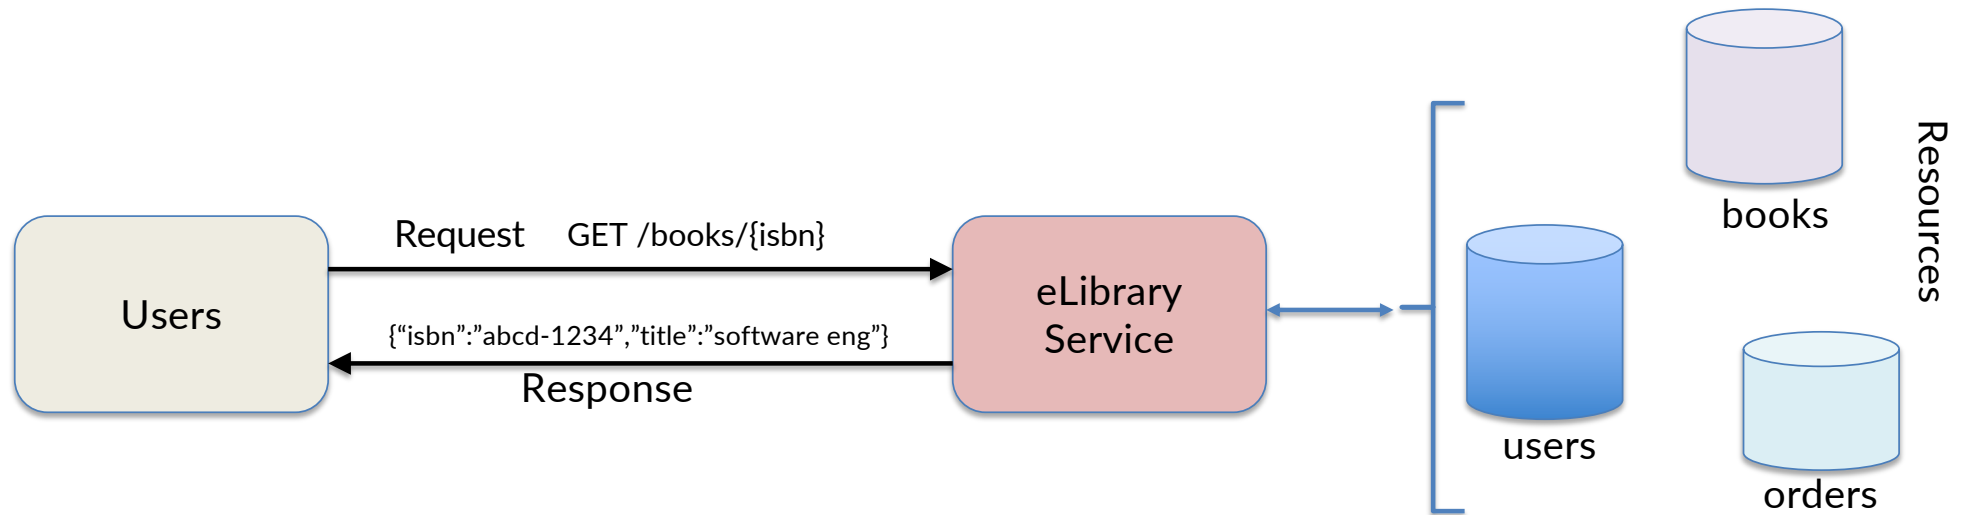 Users
Request GET /books/{isbn}
{“isbn”:”abcd-1234”,”title”:”software eng”}
Response
eLibrary
Service
books
users
orders
Resources